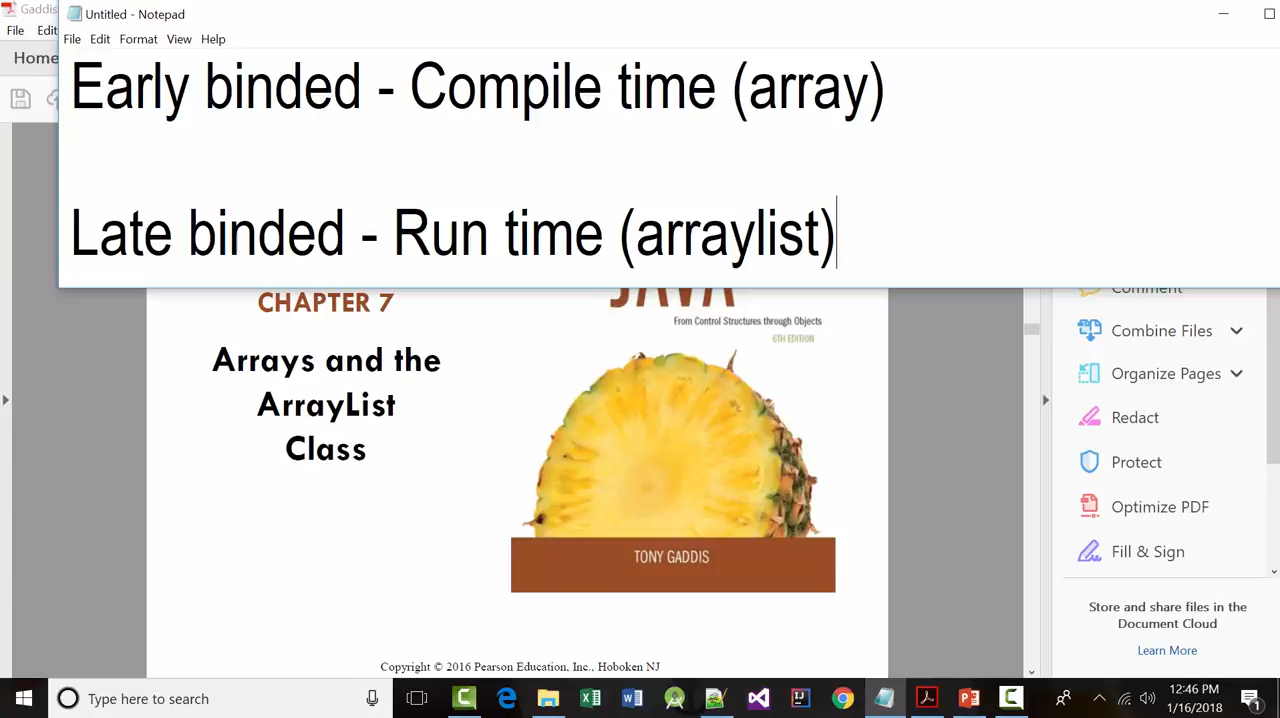 Gaddis
Untitled - Notepad
File Edit
File Edit Format View Help
Home
Early binded - Compile time (array)
Late binded - Run time (arraylist)
CHAPTER 7
Arrays and the
ArrayList
Class
JAVA
From Control Structures through Objects
6TH EDITION
TONY GADDIS
Copyright © 2016 Pearson Education, Inc., Hoboken NJ
Comment
Combine Files
Organize Pages
Redact
Protect
Optimize PDF
Fill & Sign
Store and share files in the
Document Cloud
Learn More
Type here to search
12:46 PM
1/16/2018
1